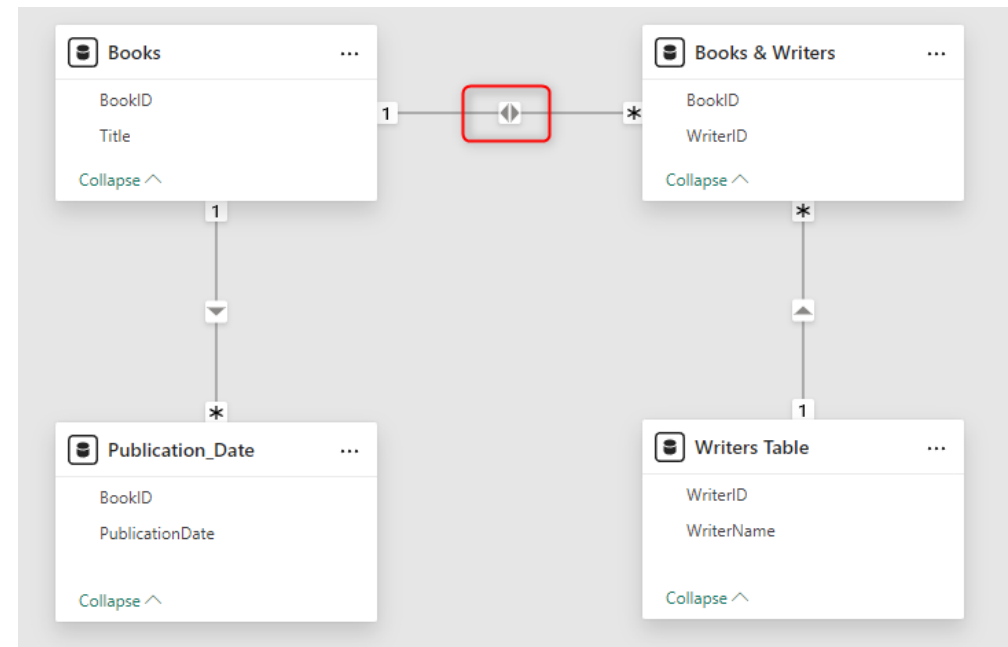 Books ...
BookID
Title
Collapse
1
*
Books & Writers ...
BookID
WriterID
Collapse
1
*
*
1
Publication_Date ...
BookID
PublicationDate
Collapse
Writers Table ...
WriterID
WriterName
Collapse